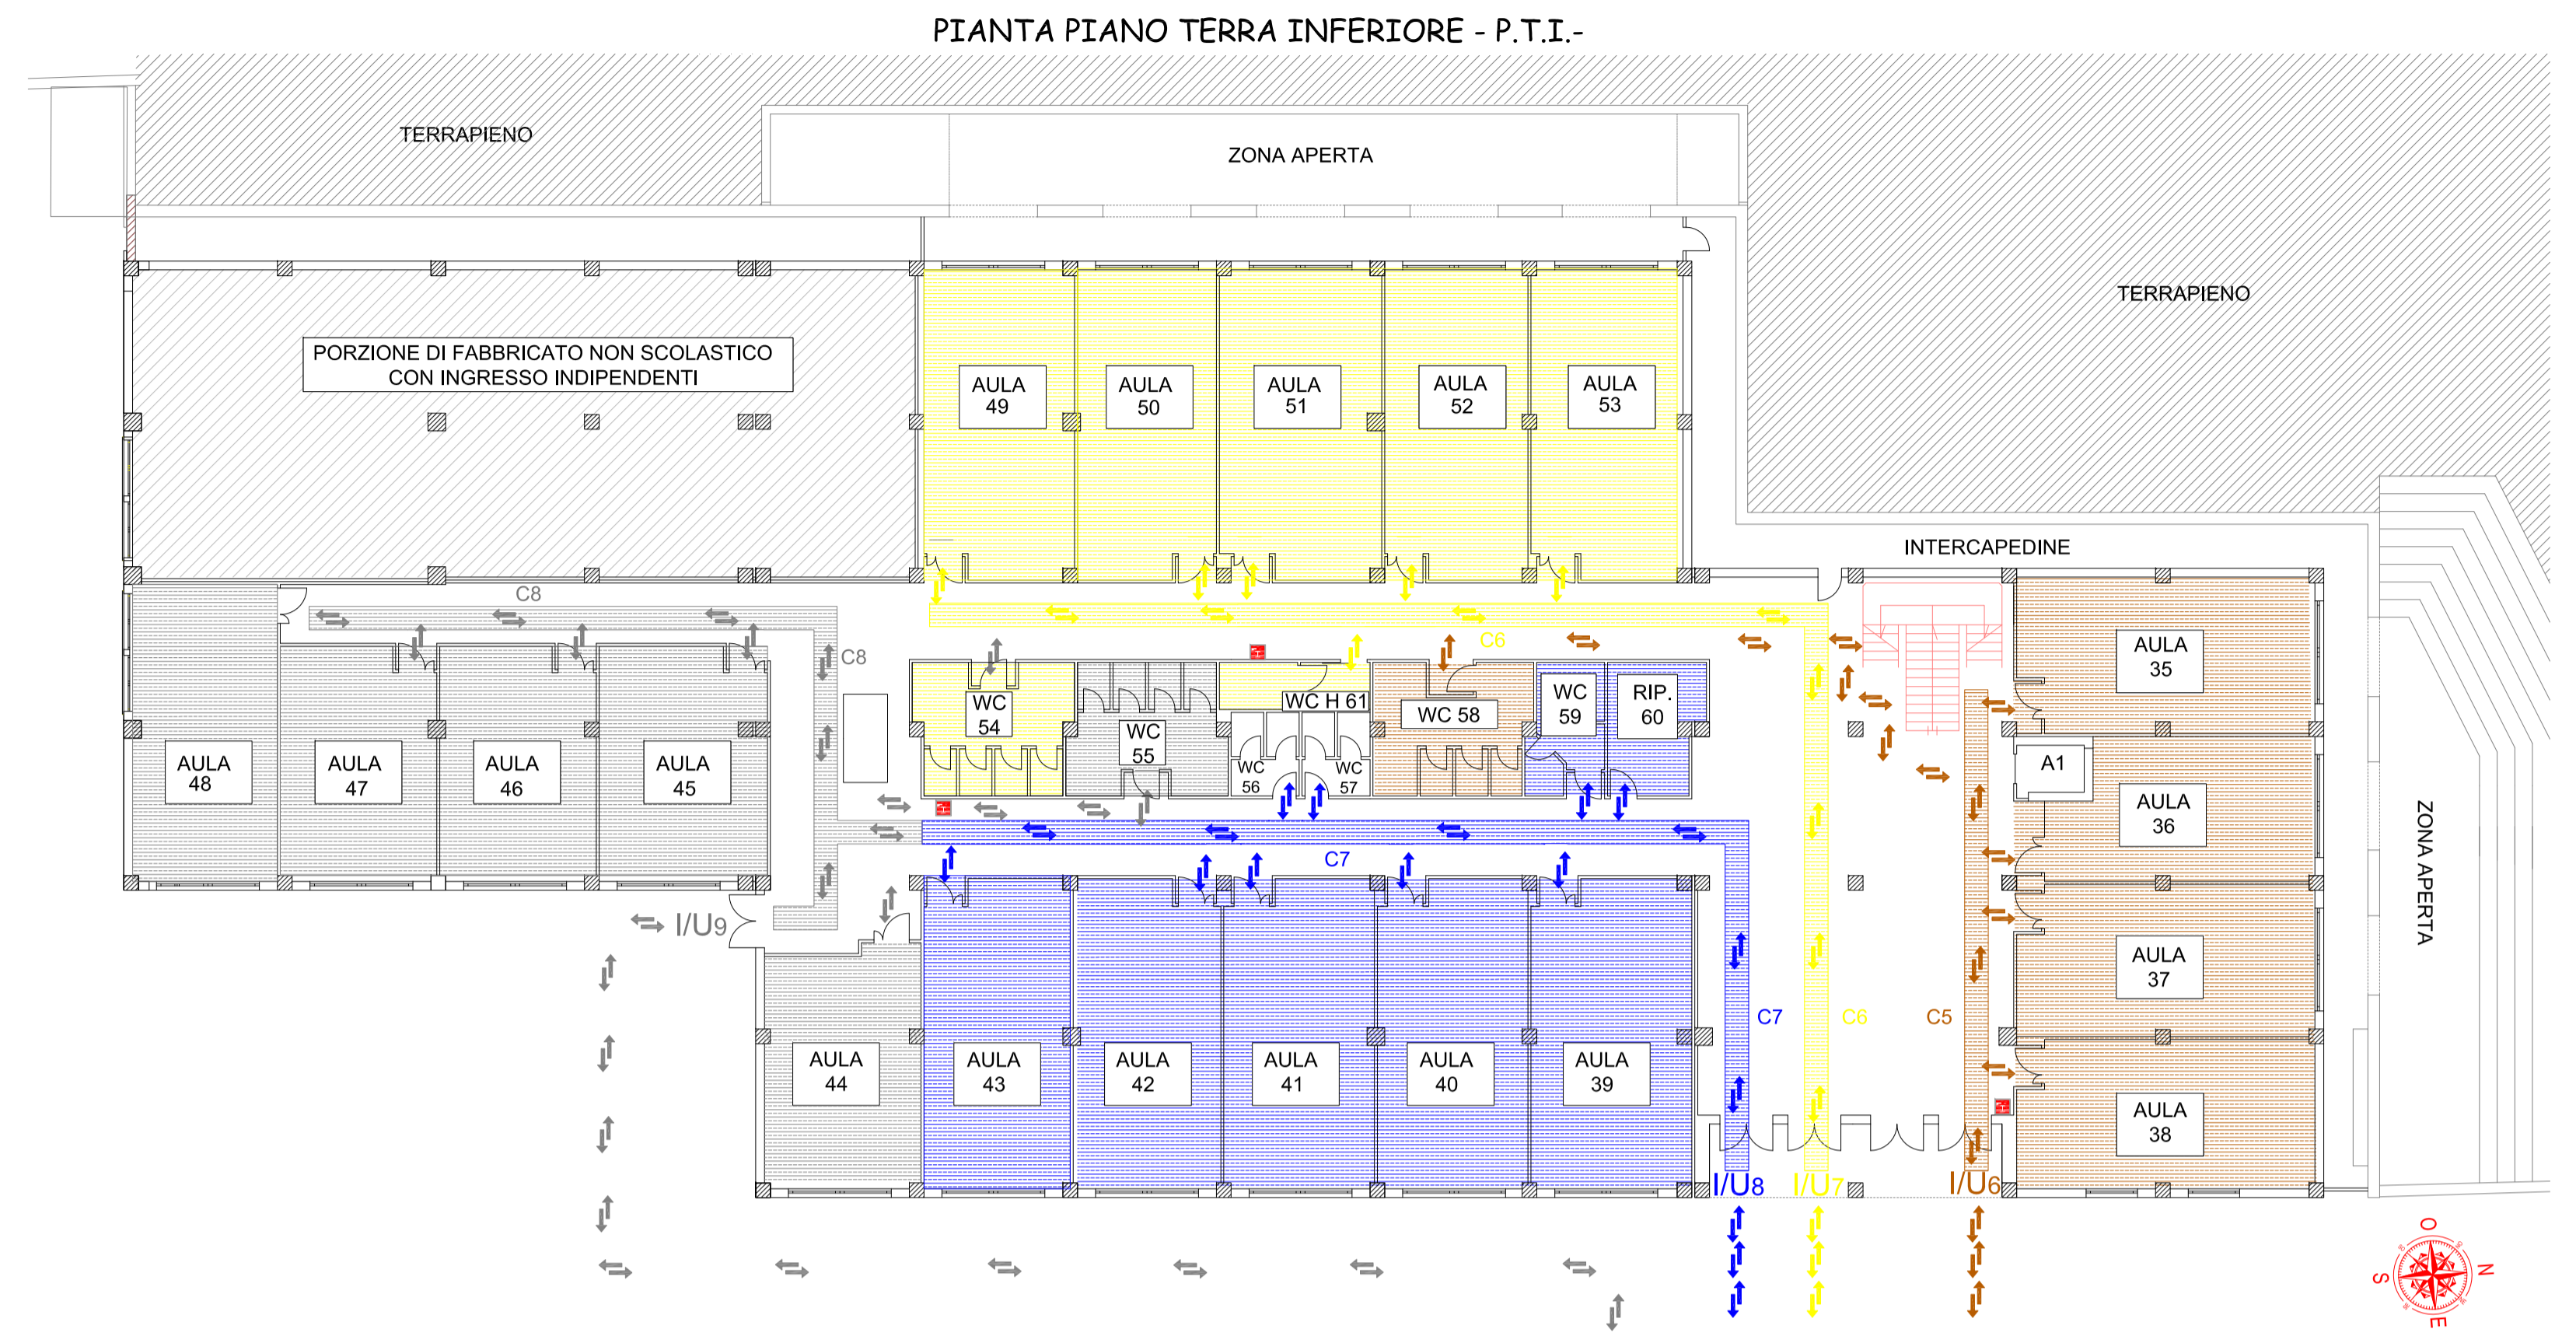 PIANTA PIANO TERRA INFERIORE - P.T.I.-
TERRAPIENO
ZONA APERTA
TERRAPIENO
PORZIONE DI FABBRICATO NON SCOLASTICO
CON INGRESSO INDIPENDENTI
AULA
49
AULA
50
AULA
51
AULA
52
AULA
53
INTERCAPEDINE
C8
C8
C6
AULA
35
WC
54
WC
55
WC H 61
WC
56
WC
57
WC 58
WC
59
RIP.
60
AULA
48
AULA
47
AULA
46
AULA
45
A1
AULA
36
ZONA APERTA
C7
I/U9
AULA
37
C7
C6
C5
AULA
44
AULA
43
AULA
42
AULA
41
AULA
40
AULA
39
AULA
38
I/U8
I/U7
I/U6
O
N
S
E